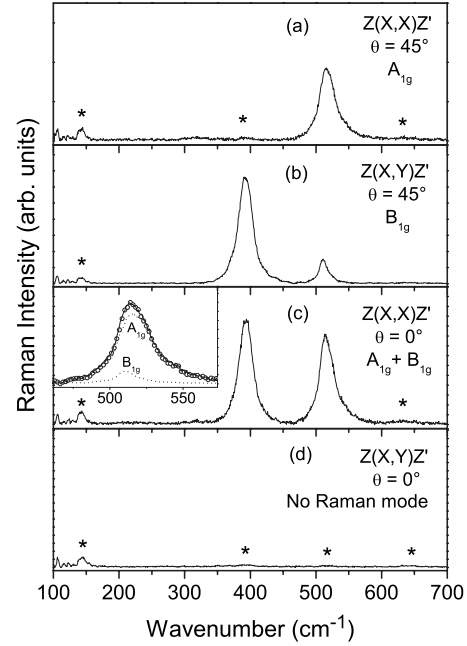 (a)
Z(X,X)Z'
θ = 45°
A1g
*
*
*
(b)
Z(X,Y)Z'
θ = 45°
B1g
*
(c)
Z(X,X)Z'
θ = 0°
A1g + B1g
A1g
B1g
500 550
*
*
(d)
Z(X,Y)Z'
θ = 0°
No Raman mode
*
*
*
*
100 200 300 400 500 600 700
Wavenumber (cm-1)
Raman Intensity (arb. units)